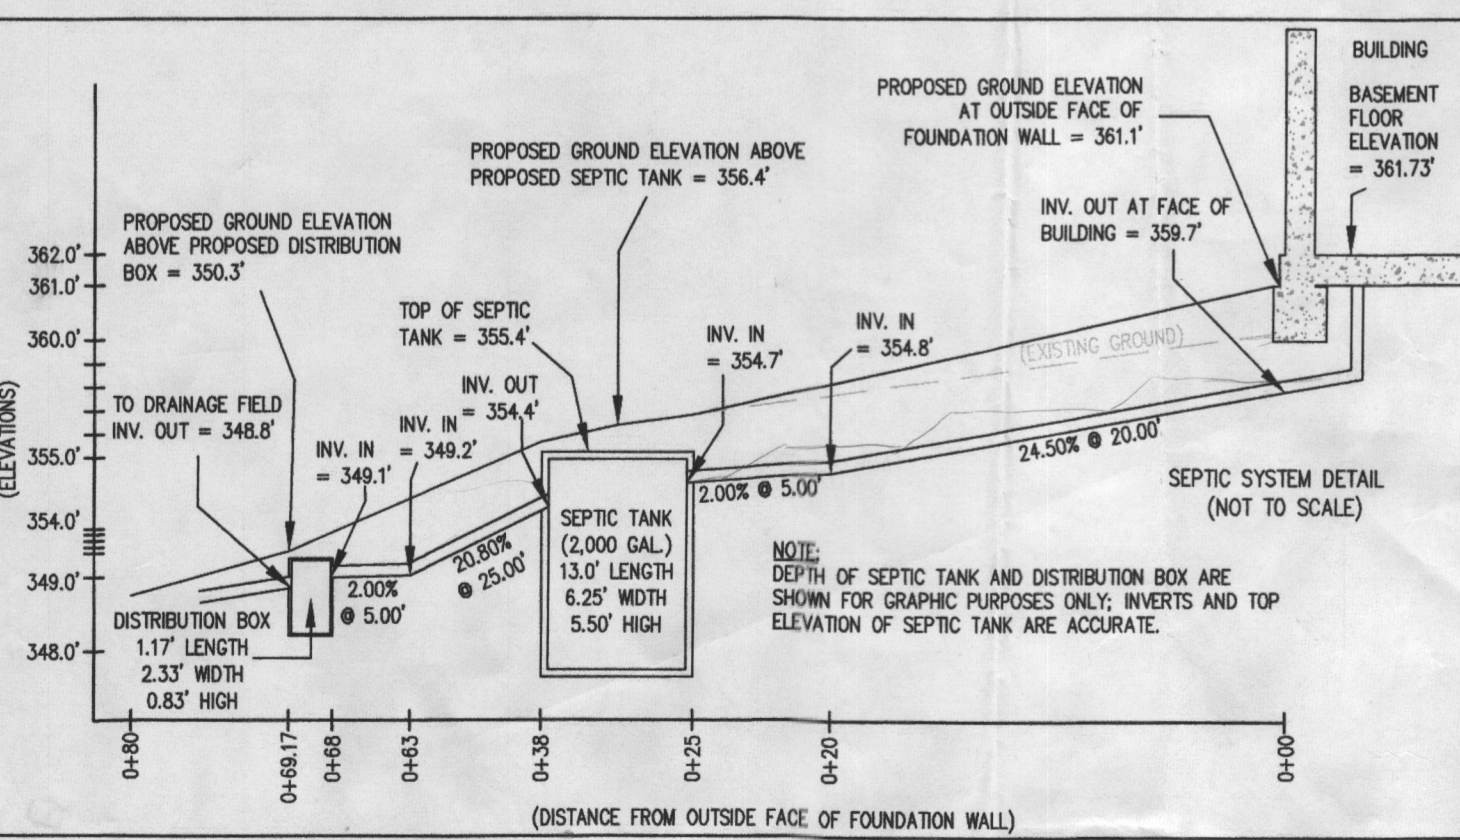 BUILDING
BASEMENT
FLOOR
ELEVATION
= 361.73'
PROPOSED GROUND ELEVATION
AT OUTSIDE FACE OF
FOUNDATION WALL = 361.1'
PROPOSED GROUND ELEVATION ABOVE
PROPOSED SEPTIC TANK = 356.4'
INV. OUT AT FACE OF
BUILDING = 359.7'
PROPOSED GROUND ELEVATION
ABOVE PROPOSED DISTRIBUTION
BOX = 350.3'
TOP OF SEPTIC
TANK = 355.4'
INV. IN
= 354.7'
INV. IN
= 354.8'
(EXISTING GROUND)
INV. OUT
= 354.4'
INV. IN
= 349.2'
TO DRAINAGE FIELD
INV. OUT = 348.8'
INV. IN
= 349.1'
362.0'
361.0'
360.0'
355.0'
354.0'
349.0'
348.0'
(ELEVATIONS)
24.50% @ 20.00'
2.00% @ 5.00'
20.80%
@ 25.00'
2.00%
@ 5.00'
SEPTIC TANK
(2,000 GAL.)
13.0' LENGTH
6.25' WIDTH
5.50' HIGH
SEPTIC SYSTEM DETAIL
(NOT TO SCALE)
NOTE:
DEPTH OF SEPTIC TANK AND DISTRIBUTION BOX ARE
SHOWN FOR GRAPHIC PURPOSES ONLY; INVERTS AND TOP
ELEVATION OF SEPTIC TANK ARE ACCURATE.
DISTRIBUTION BOX
1.17' LENGTH
2.33' WIDTH
0.83' HIGH
0+80
0+69.17
0+68
0+63
0+38
0+25
0+20
0+00
(DISTANCE FROM OUTSIDE FACE OF FOUNDATION WALL)